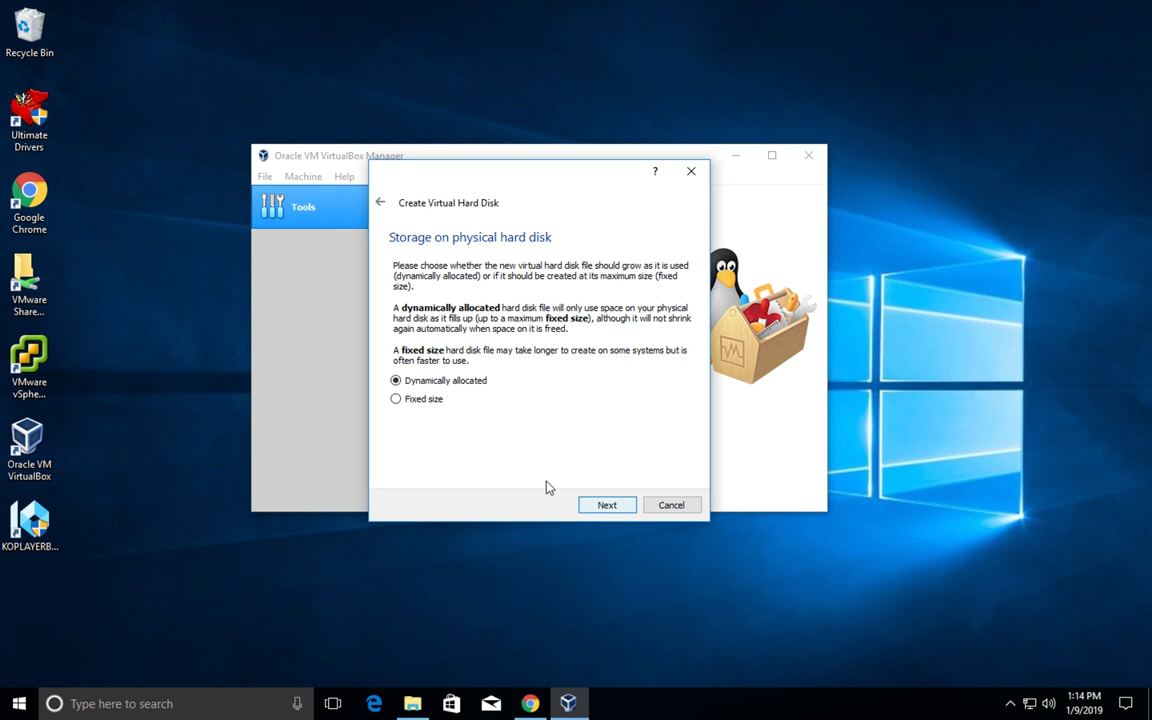 Recycle Bin
Ultimate
Drivers
Google
Chrome
VMware
Share...
VMware
vSphe...
Oracle VM
VirtualBox
KOPLAYERB...
Oracle VM VirtualBox Manager
File Machine Help
Tools
?
Create Virtual Hard Disk
Storage on physical hard disk
Please choose whether the new virtual hard disk file should grow as it is used
(dynamically allocated) or if it should be created at its maximum size (fixed
size).
A dynamically allocated hard disk file will only use space on your physical
hard disk as it fills up (up to a maximum fixed size), although it will not shrink
again automatically when space on it is freed.
A fixed size hard disk file may take longer to create on some systems but is
often faster to use.
Dynamically allocated
Fixed size
Next Cancel
Type here to search
1:14 PM
1/9/2019